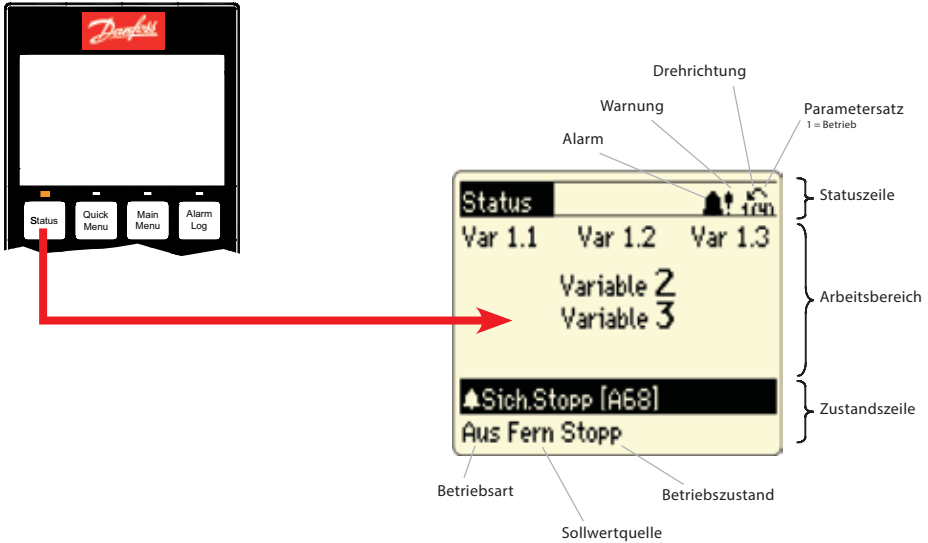 Danfoss
Status
Quick
Menu
Main
Menu
Alarm
Log
Drehrichtung
Warnung
Parametersatz
1 = Betrieb
Alarm
Status
1(4)
Statuszeile
Var 1.1 Var 1.2 Var 1.3
Variable 2
Variable 3
Arbeitsbereich
Sich.Stopp [A68]
Zustandszeile
Aus Fern Stopp
Betriebsart
Betriebszustand
Sollwertquelle